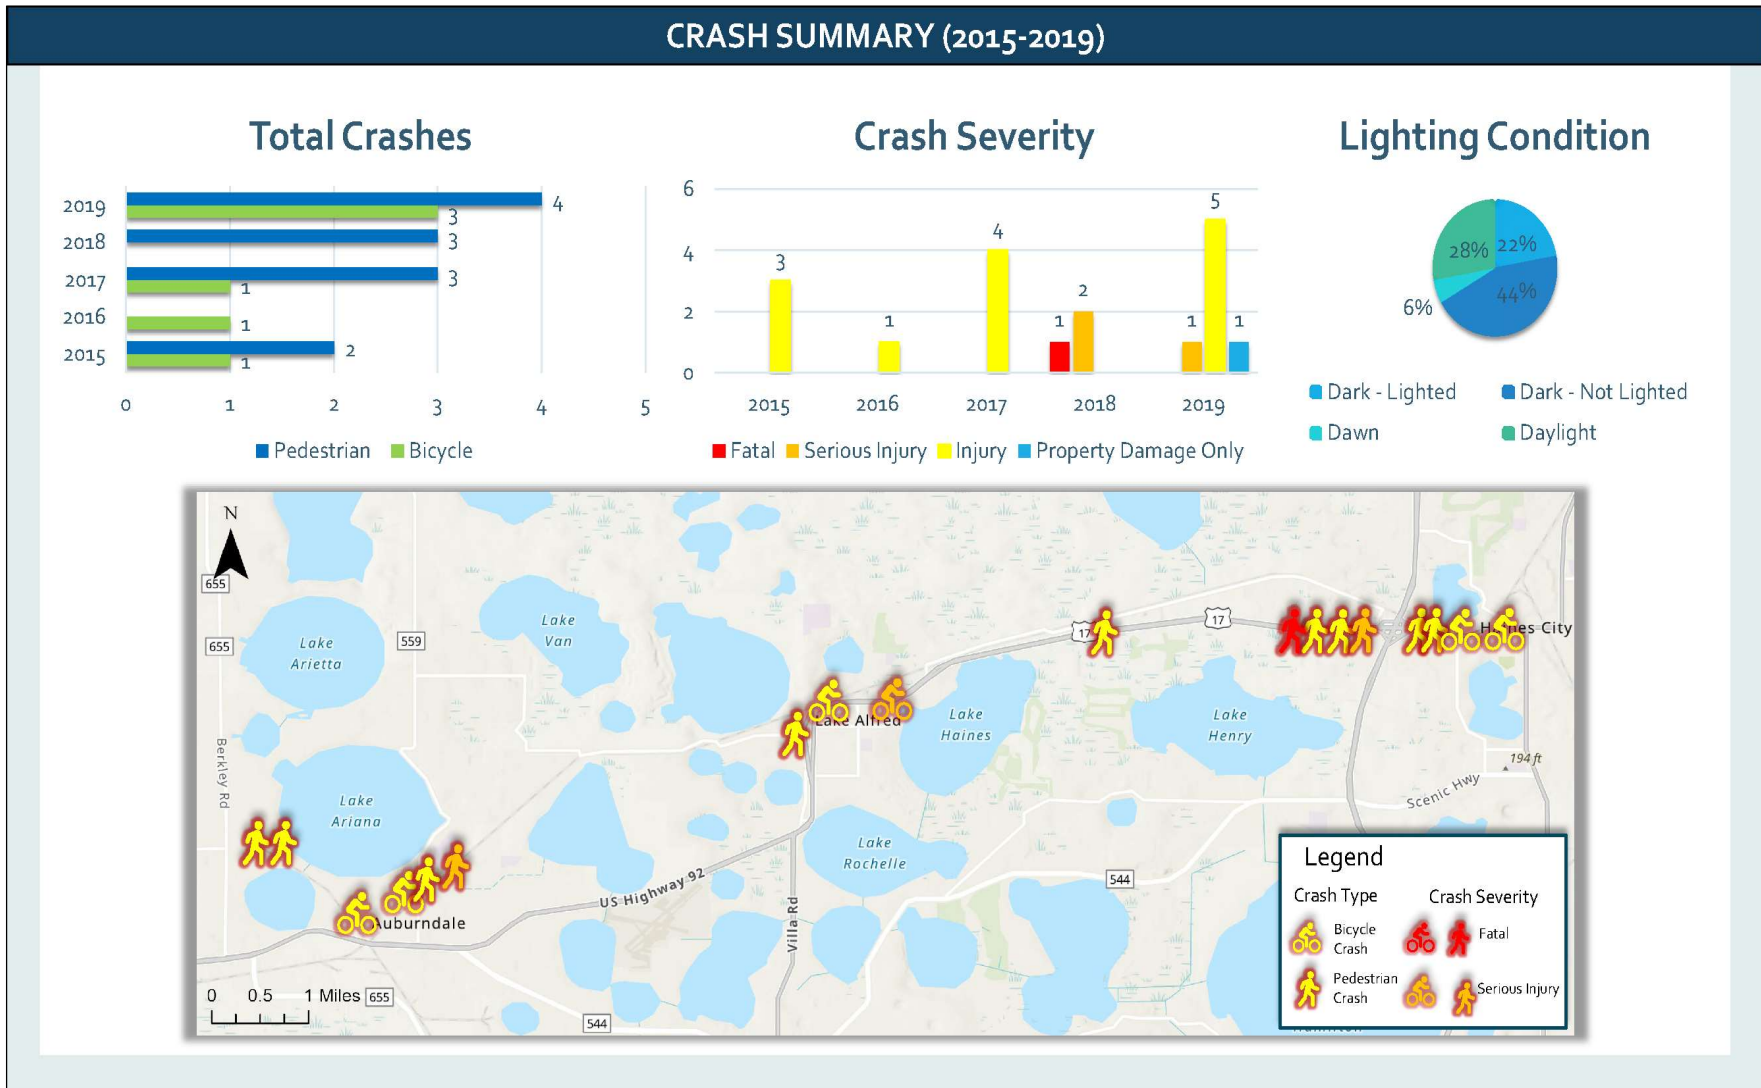 CRASH SUMMARY (2015-2019)
Total Crashes
2019
4
3
2018
3
2017
3
1
2016
1
2015
2
1
0 1 2 3 4 5
Pedestrian Bicycle
Crash Severity
6
4
2
0
3
1
4
1
2
1
5
1
2015 2016 2017 2018 2019
Fatal Serious Injury Injury Property Damage Only
Lighting Condition
28% 22%
44%
6%
Dark - Lighted Dark - Not Lighted
Dawn Daylight
N
655
655
559
Lake
Arietta
Lake
Van
17
17
Haines City
Lake Alfred
Lake
Haines
Lake
Henry
Berkley Rd
194 ft
Scenic Hwy
Lake
Ariana
Lake
Rochelle
US Highway 92
544
Auburndale
Villa Rd
0 0.5 1 Miles
655
544
Legend
Crash Type Crash Severity
Bicycle
Crash
Fatal
Pedestrian
Crash
Serious Injury